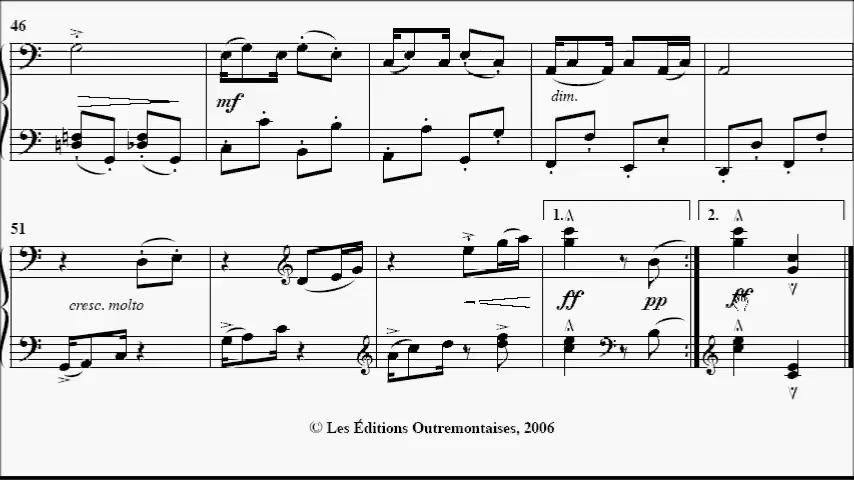 46
mf
dim.
51
1.
2.
cresc. molto
ff
pp
ff
© Les Éditions Outremontaises, 2006